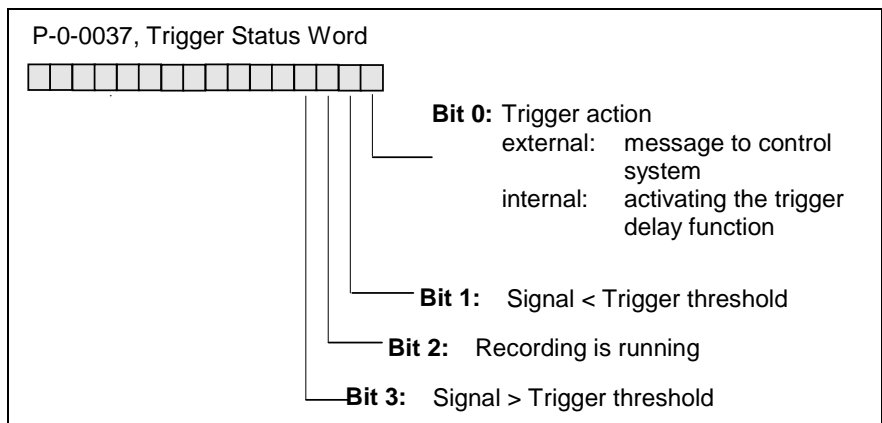 P-0-0037, Trigger Status Word
Bit 0: Trigger action
external: message to control
system
internal: activating the trigger
delay function
Bit 1: Signal < Trigger threshold
Bit 2: Recording is running
Bit 3: Signal > Trigger threshold